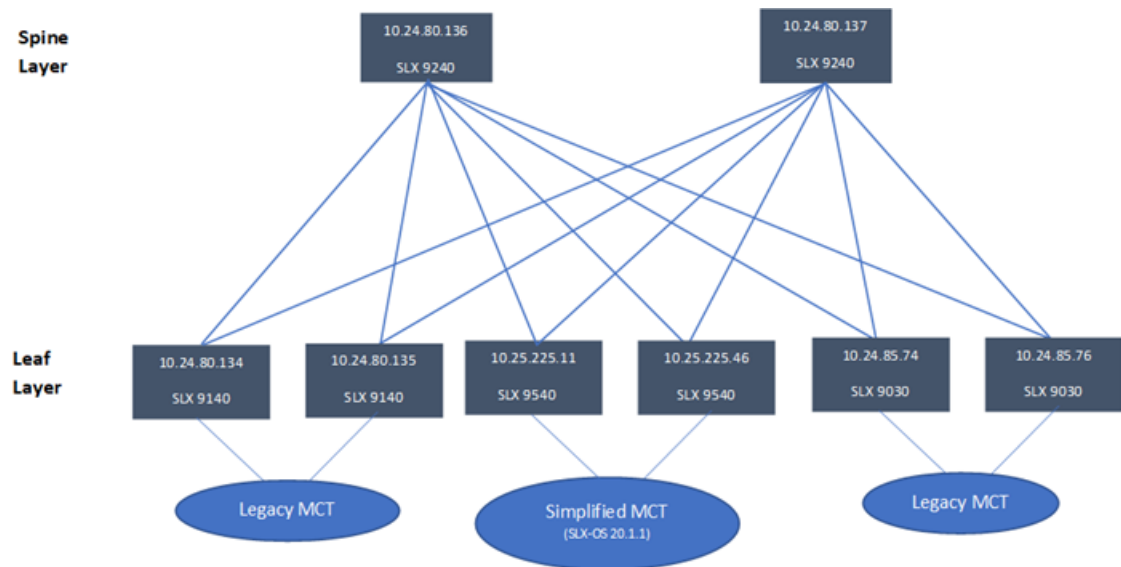 Spine
Layer
10.24.80.136
SLX 9240
10.24.80.137
SLX 9240
Leaf
Layer
10.24.80.134
SLX 9140
10.24.80.135
SLX 9140
10.25.225.11
SLX 9540
10.25.225.46
SLX 9540
10.24.85.74
SLX 9030
10.24.85.76
SLX 9030
Legacy MCT
Simplified MCT
(SLX-OS 20.1.1)
Legacy MCT